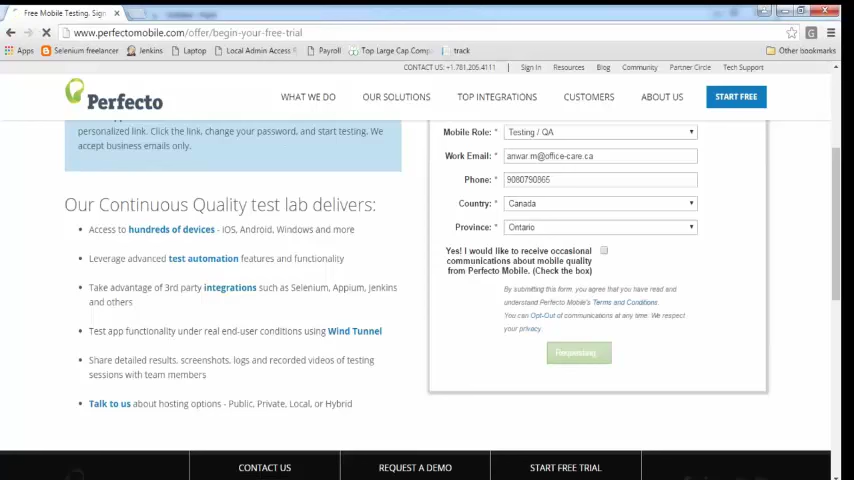 Free Mobile Testing. Sign
www.perfectomobile.com/offer/begin-your-free-trial
Apps Selenium freelancer Jenkins Laptop Local Admin Access Payroll Top Large Cap Comp track Other bookmarks
CONTACT US: +1.781.205.4111 | Sign In Resources Blog Community Partner Circle Tech Support
Perfecto WHAT WE DO OUR SOLUTIONS TOP INTEGRATIONS CUSTOMERS ABOUT US START FREE
personalized link. Click the link, change your password, and start testing. We
accept business emails only.
Our Continuous Quality test lab delivers:
• Access to hundreds of devices - iOS, Android, Windows and more
• Leverage advanced test automation features and functionality
• Take advantage of 3rd party integrations such as Selenium, Appium, Jenkins
and others
• Test app functionality under real end-user conditions using Wind Tunnel
• Share detailed results, screenshots, logs and recorded videos of testing
sessions with team members
• Talk to us about hosting options - Public, Private, Local, or Hybrid
Mobile Role: * Testing / QA
Work Email: * anwar.m@office-care.ca
Phone: * 9080790865
Country: * Canada
Province: * Ontario
Yes! I would like to receive occasional
communications about mobile quality
from Perfecto Mobile. (Check the box)
By submitting this form, you agree that you have read and
understand Perfecto Mobile's Terms and Conditions.
You can Opt-Out of communications at any time. We respect
your privacy.
Requesting
CONTACT US REQUEST A DEMO START FREE TRIAL